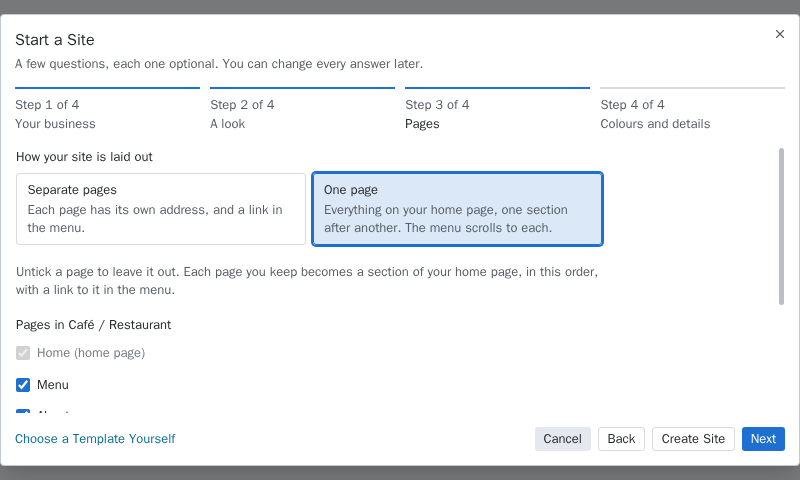 Start a Site
A few questions, each one optional. You can change every answer later.
Step 1 of 4
Your business
Step 2 of 4
A look
Step 3 of 4
Pages
Step 4 of 4
Colours and details
How your site is laid out
Separate pages
Each page has its own address, and a link in
the menu.
One page
Everything on your home page, one section
after another. The menu scrolls to each.
Untick a page to leave it out. Each page you keep becomes a section of your home page, in this order,
with a link to it in the menu.
Pages in Café / Restaurant
Home (home page)
Menu
Choose a Template Yourself
Cancel
Back
Create Site
Next